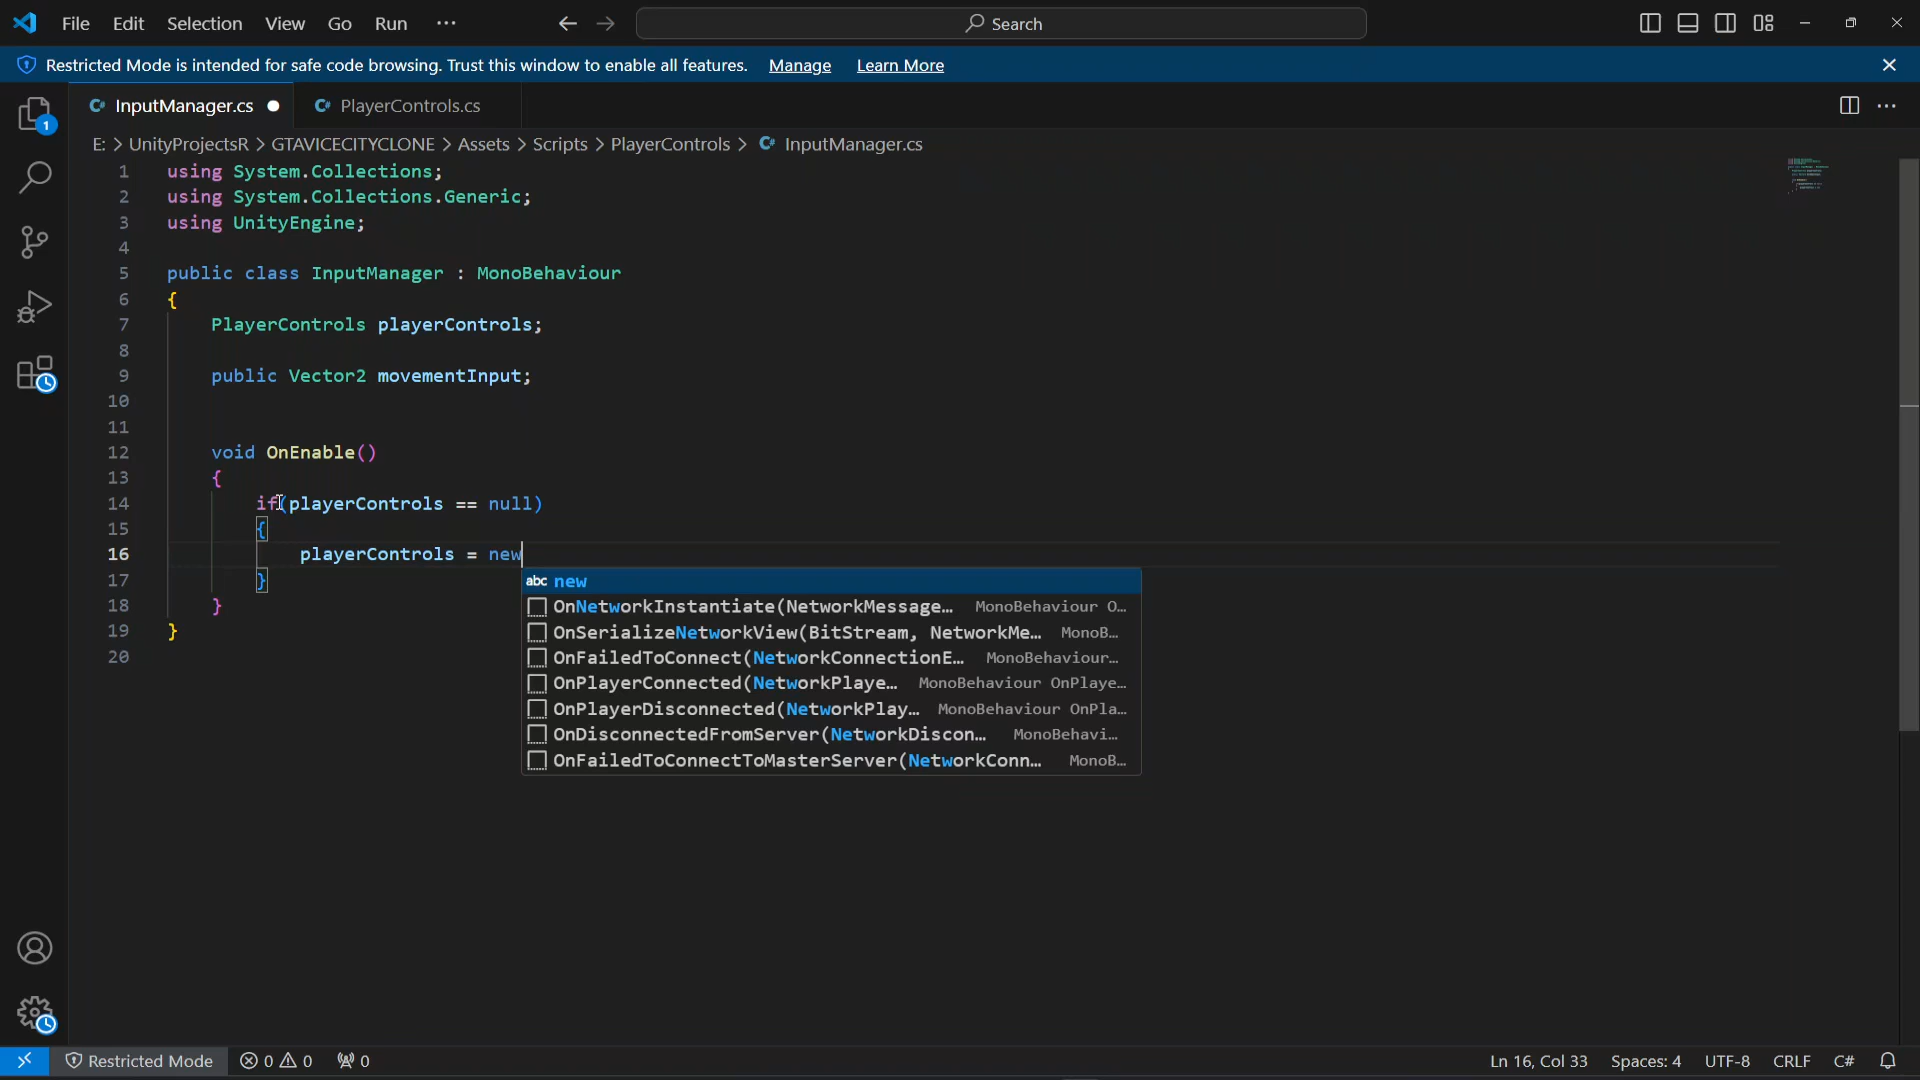 File Edit Selection View Go Run ··· Search
Restricted Mode is intended for safe code browsing. Trust this window to enable all features. Manage Learn More
InputManager.cs PlayerControls.cs
1
E: > UnityProjectsR > GTAVICECITYCLONE > Assets > Scripts > PlayerControls > InputManager.cs
1 using System.Collections;
2 using System.Collections.Generic;
3 using UnityEngine;
4
5 public class InputManager : MonoBehaviour
6 {
7 PlayerControls playerControls;
8
9 public Vector2 movementInput;
10
11
12 void OnEnable()
13 {
14 if(playerControls == null)
15 {
16 playerControls = new
17 }
18 }
19 }
20
abc new
OnNetworkInstantiate(NetworkMessage… MonoBehaviour O…
OnSerializeNetworkView(BitStream, NetworkMe… MonoB…
OnFailedToConnect(NetworkConnectionE… MonoBehaviour…
OnPlayerConnected(NetworkPlaye… MonoBehaviour OnPlaye…
OnPlayerDisconnected(NetworkPlay… MonoBehaviour OnPla…
OnDisconnectedFromServer(NetworkDiscon… MonoBehavi…
OnFailedToConnectToMasterServer(NetworkConn… MonoB…
Restricted Mode 0 0 0 Ln 16, Col 33 Spaces: 4 UTF-8 CRLF C#